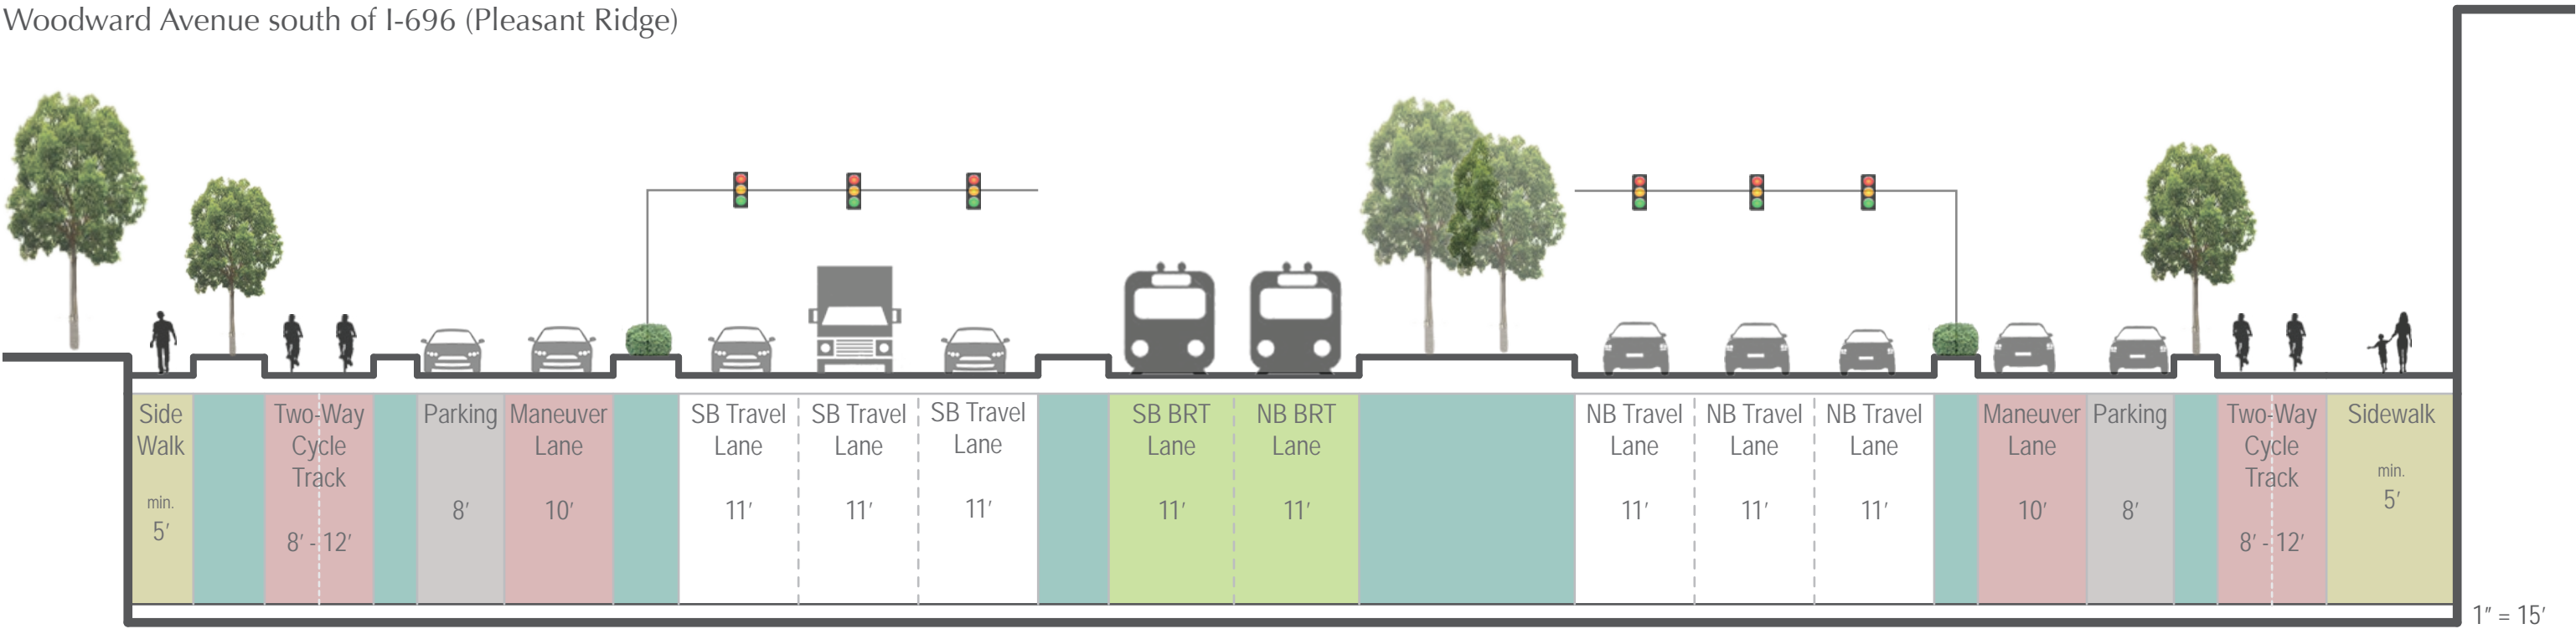 Woodward Avenue south of I-696 (Pleasant Ridge)
Side
Walk
min.
5′
Two-Way
Cycle
Track
8′ - 12′
Parking
8′
Maneuver
Lane
10′
SB Travel
Lane
11′
SB Travel
Lane
11′
SB Travel
Lane
11′
SB BRT
Lane
11′
NB BRT
Lane
11′
NB Travel
Lane
11′
NB Travel
Lane
11′
NB Travel
Lane
11′
Maneuver
Lane
10′
Parking
8′
Two-Way
Cycle
Track
8′ - 12′
Sidewalk
min.
5′
1″ = 15′